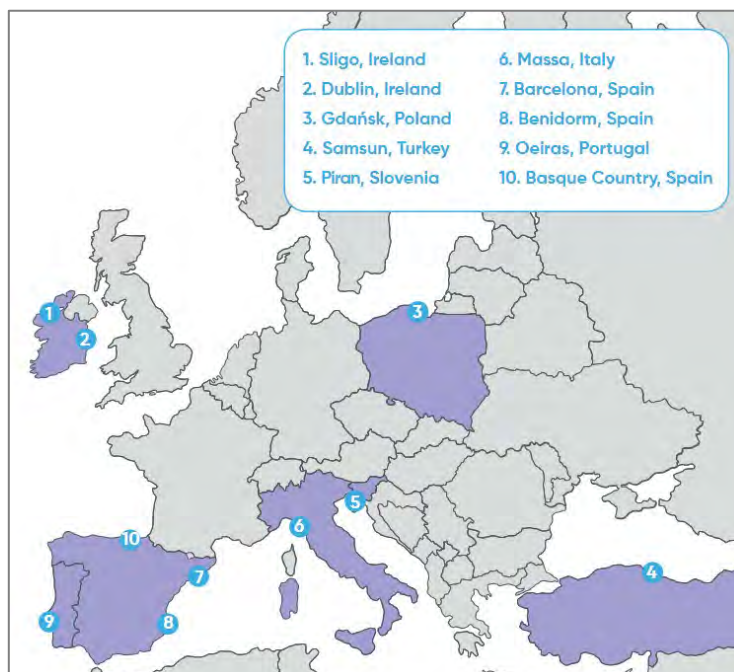 1. Sligo, Ireland
2. Dublin, Ireland
3. Gdańsk, Poland
4. Samsun, Turkey
5. Piran, Slovenia
6. Massa, Italy
7. Barcelona, Spain
8. Benidorm, Spain
9. Oeiras, Portugal
10. Basque Country, Spain
1
2
3
5
6
10
7
4
9
8